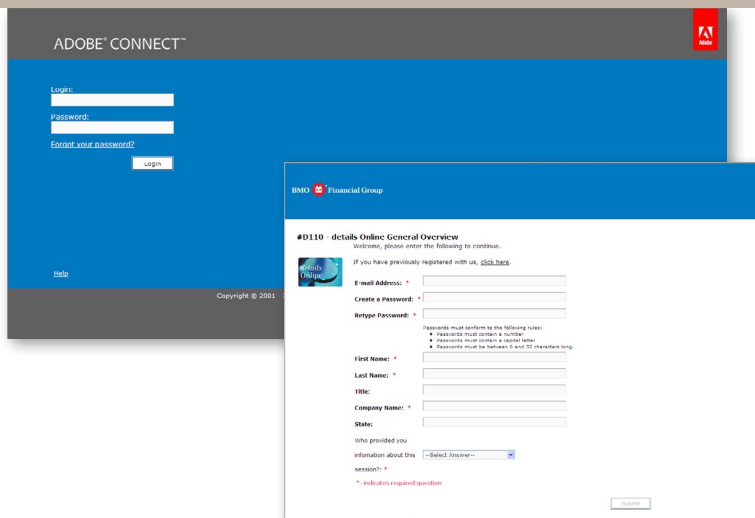 ADOBE® CONNECT™
Adobe
Login:
Password:
Forgot your password?
Login
Help
Copyright © 2001
BMO Financial Group
#D110 - details Online General Overview
Welcome, please enter the following to continue.
details Online
If you have previously registered with us, click here.
E-mail Address: *
Create a Password: *
Retype Password: *
Passwords must conform to the following rules:
• Passwords must contain a number
• Passwords must contain a capital letter
• Passwords must be between 6 and 32 characters long.
First Name: *
Last Name: *
Title:
Company Name: *
State:
Who provided you
infomation about this --Select Answer--
session?: *
*- indicates required question
Submit